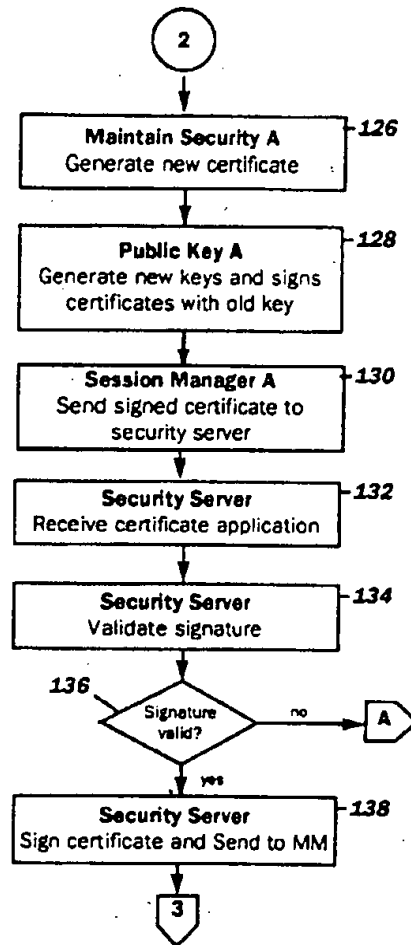 2
Maintain Security A
126
Generate new certificate
Public Key A
128
Generate new keys and signs
certificates with old key
Session Manager A
130
Send signed certificate to
security server
Security Server
132
Receive certificate application
Security Server
134
Validate signature
136
Signature
valid?
no
A
yes
Security Server
138
Sign certificate and Send to MM
3